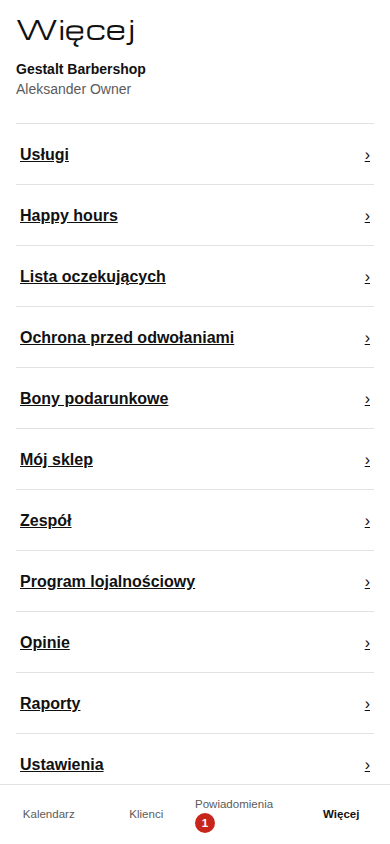 Więcej
Gestalt Barbershop
Aleksander Owner
Usługi ›
Happy hours ›
Lista oczekujących ›
Ochrona przed odwołaniami ›
Bony podarunkowe ›
Mój sklep ›
Zespół ›
Program lojalnościowy ›
Opinie ›
Raporty ›
Ustawienia ›
Kalendarz Klienci Powiadomienia 1 Więcej